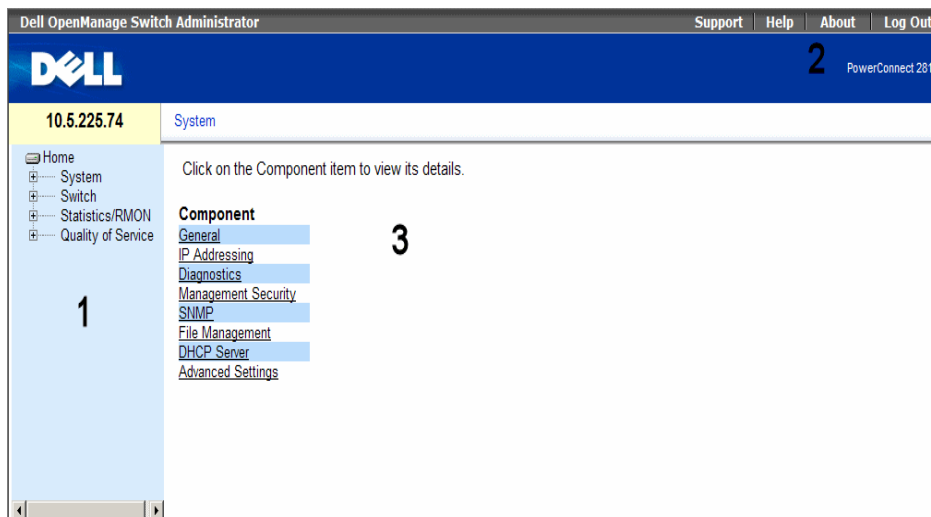 Dell OpenManage Switch Administrator
Support Help About Log Out
DELL
2
PowerConnect 281
10.5.225.74
System
Home
System
Switch
Statistics/RMON
Quality of Service
1
Click on the Component item to view its details.
Component
General
IP Addressing
Diagnostics
Management Security
SNMP
File Management
DHCP Server
Advanced Settings
3